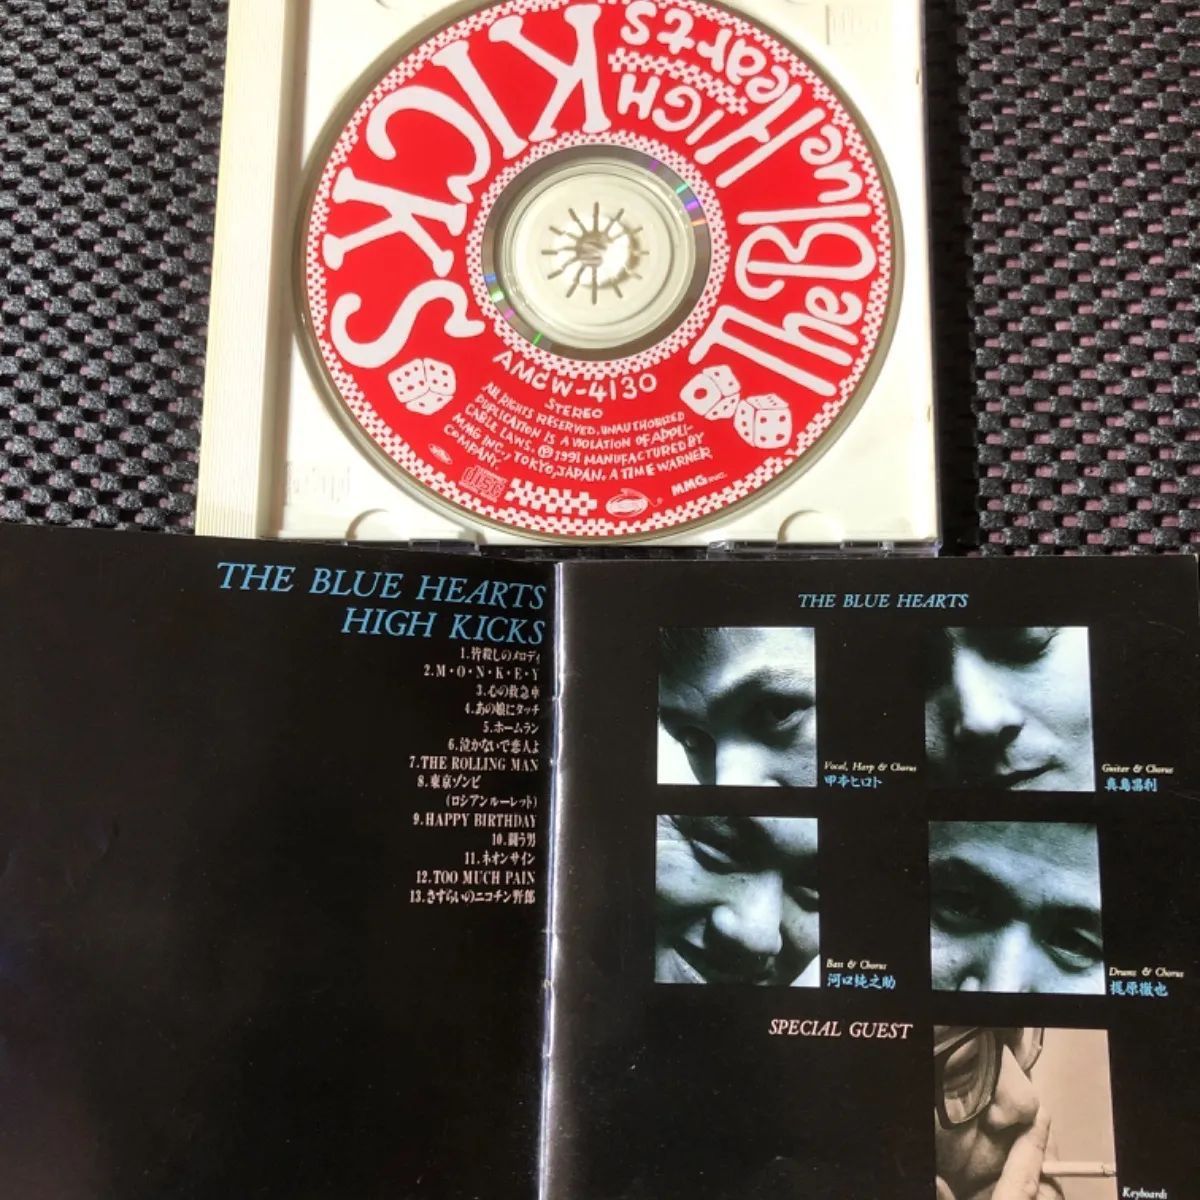 The Blue Hearts
HIGH
KICKS
AMCW-4130
STEREO
ALL RIGHTS RESERVED. UNAUTHORIZED
DUPLICATION IS A VIOLATION OF APPLI-
CABLE LAWS. ℗ 1991 MANUFACTURED BY
MMG INC., TOKYO, JAPAN. A TIME WARNER
COMPANY.
disc
MMG INC.
THE BLUE HEARTS
HIGH KICKS
1.皆殺しのメロディ
2.M・O・N・K・E・Y
3.心の救急車
4.あの娘にタッチ
5.ホームラン
6.泣かないで恋人よ
7.THE ROLLING MAN
8.東京ゾンビ
(ロシアンルーレット)
9.HAPPY BIRTHDAY
10.闘う男
11.ネオンサイン
12.TOO MUCH PAIN
13.さすらいのニコチン野郎
THE BLUE HEARTS
Vocal, Harp & Chorus
甲本ヒロト
Guitar & Chorus
真島昌利
Bass & Chorus
河口純之助
Drums & Chorus
梶原徹也
SPECIAL GUEST
Keyboards